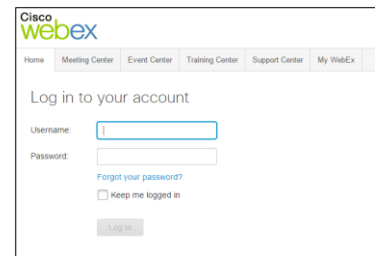 Cisco
webex
Home Meeting Center Event Center Training Center Support Center My WebEx
Log in to your account
Username:
Password:
Forgot your password?
Keep me logged in
Log In